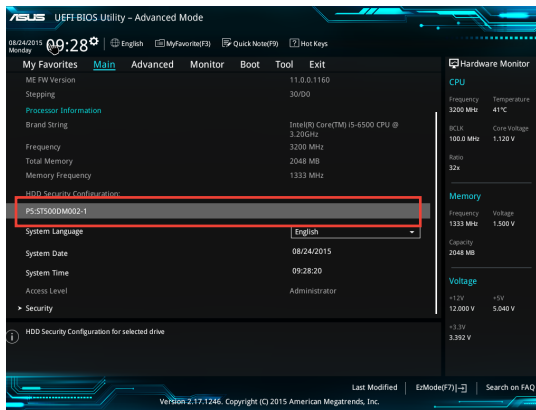 ASUS UEFI BIOS Utility – Advanced Mode
08/24/2015 Monday 09:28 English MyFavorite(F3) Quick Note(F9) ? Hot Keys
My Favorites Main Advanced Monitor Boot Tool Exit
ME FW Version 11.0.0.1160
Stepping 30/D0
Processor Information
Brand String Intel(R) Core(TM) i5-6500 CPU @
3.20GHz
Frequency 3200 MHz
Total Memory 2048 MB
Memory Frequency 1333 MHz
HDD Security Configuration:
P5:ST500DM002-1
System Language English
System Date 08/24/2015
System Time 09:28:20
Access Level Administrator
> Security
i HDD Security Configuration for selected drive
Hardware Monitor
CPU
Frequency Temperature
3200 MHz 41°C
BCLK Core Voltage
100.0 MHz 1.120 V
Ratio
32x
Memory
Frequency Voltage
1333 MHz 1.500 V
Capacity
2048 MB
Voltage
+12V +5V
12.000 V 5.040 V
+3.3V
3.392 V
Last Modified EzMode(F7) Search on FAQ
Version 2.17.1246. Copyright (C) 2015 American Megatrends, Inc.